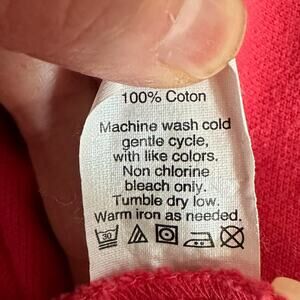 100% Coton
Machine wash cold
gentle cycle,
with like colors.
Non chlorine
bleach only.
Tumble dry low.
Warm iron as needed.
30